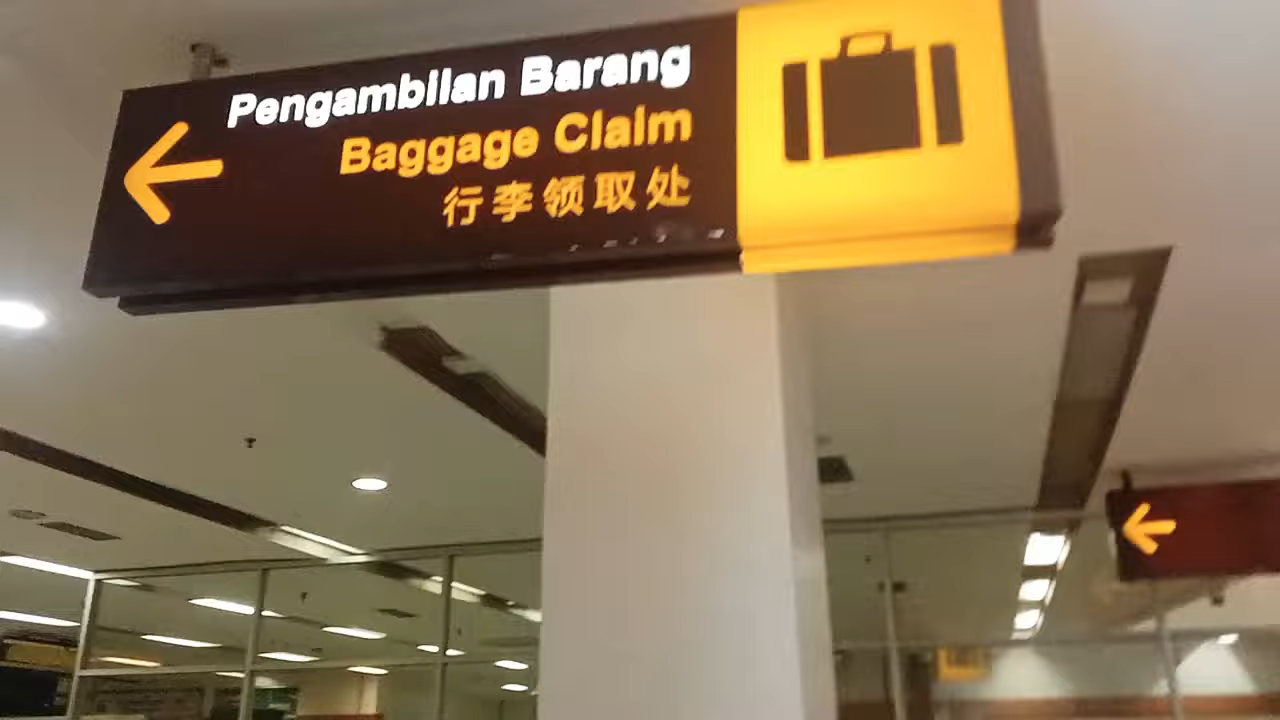 Pengambilan Barang
Baggage Claim
行李领取处